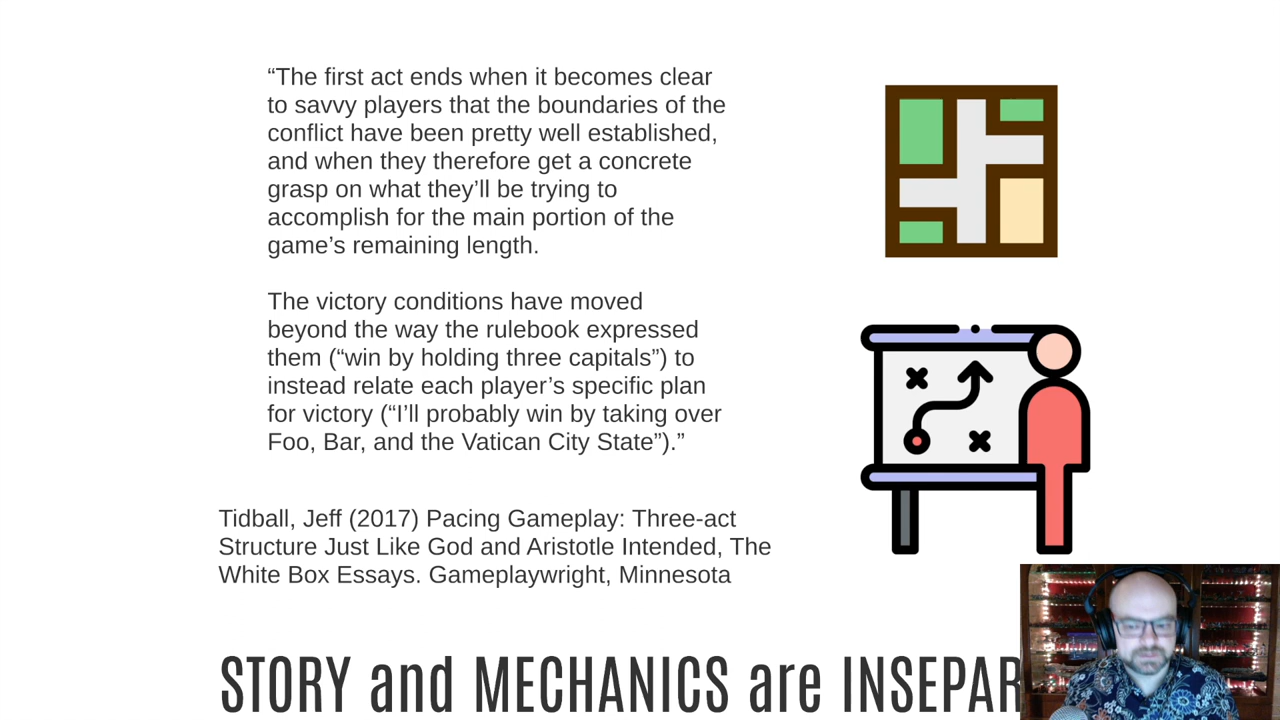 “The first act ends when it becomes clear
to savvy players that the boundaries of the
conflict have been pretty well established,
and when they therefore get a concrete
grasp on what they’ll be trying to
accomplish for the main portion of the
game’s remaining length.
The victory conditions have moved
beyond the way the rulebook expressed
them (“win by holding three capitals”) to
instead relate each player’s specific plan
for victory (“I’ll probably win by taking over
Foo, Bar, and the Vatican City State”).”
Tidball, Jeff (2017) Pacing Gameplay: Three-act
Structure Just Like God and Aristotle Intended, The
White Box Essays. Gameplaywright, Minnesota
STORY and MECHANICS are INSEPAR